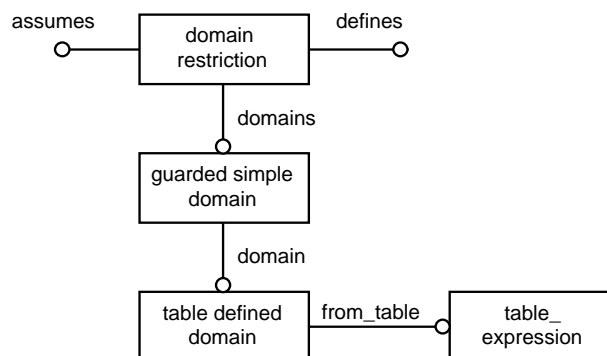 assumes
domain
restriction
defines
domains
guarded simple
domain
domain
table defined
domain
from_table
table_
expression